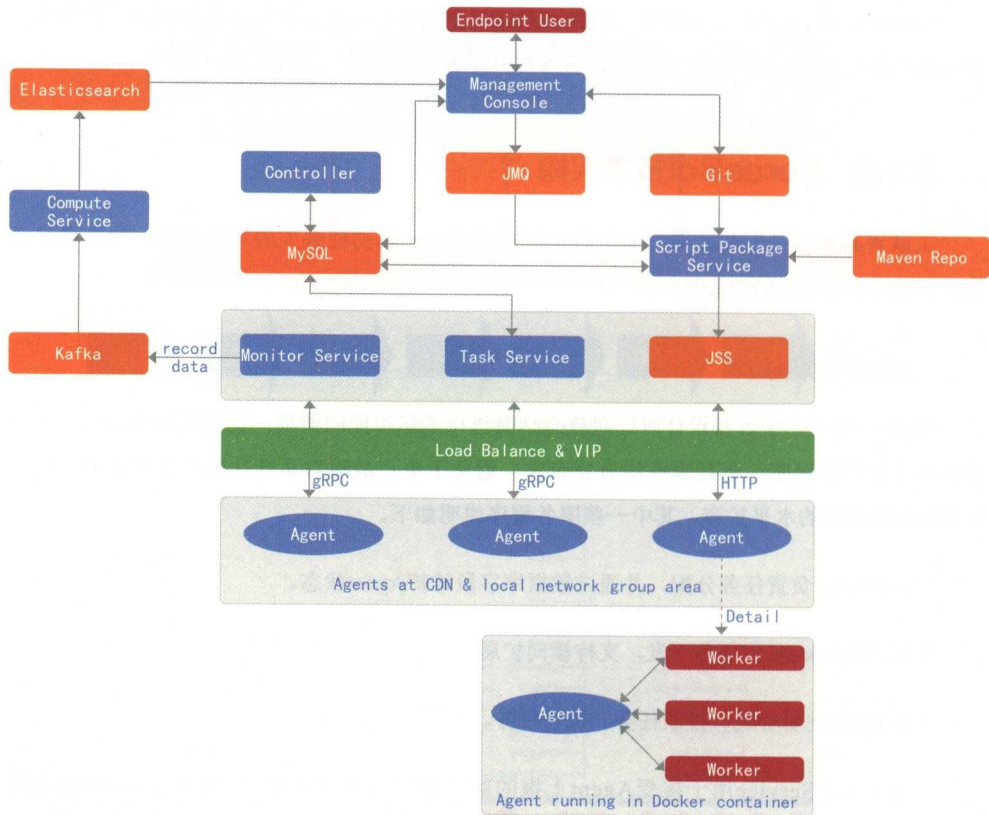 Endpoint User
Elasticsearch
Management
Console
Controller
JMQ
Git
Compute
Service
MySQL
Script Package
Service
Maven Repo
Kafka
record
data
Monitor Service
Task Service
JSS
Load Balance & VIP
gRPC
gRPC
HTTP
Agent
Agent
Agent
Agents at CDN & local network group area
Detail
Worker
Agent
Worker
Worker
Agent running in Docker container